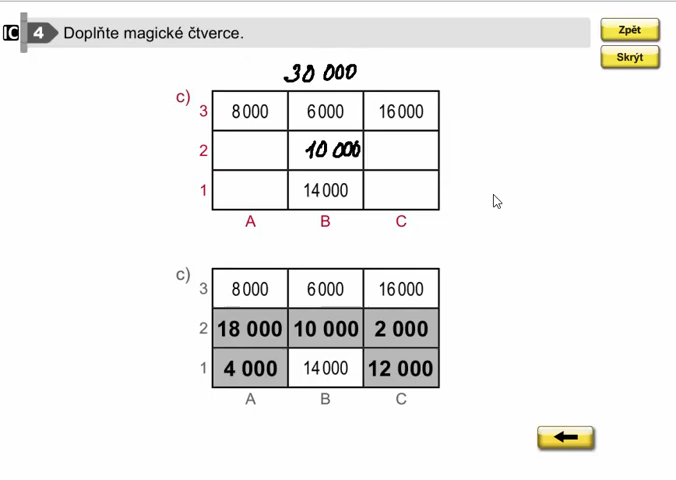 IC 4 Doplňte magické čtverce.
Zpět
Skrýt
30 000
c) 3 8 000 6 000 16 000
2 10 000
1 14 000
A B C
c) 3 8 000 6 000 16 000
2 18 000 10 000 2 000
1 4 000 14 000 12 000
A B C